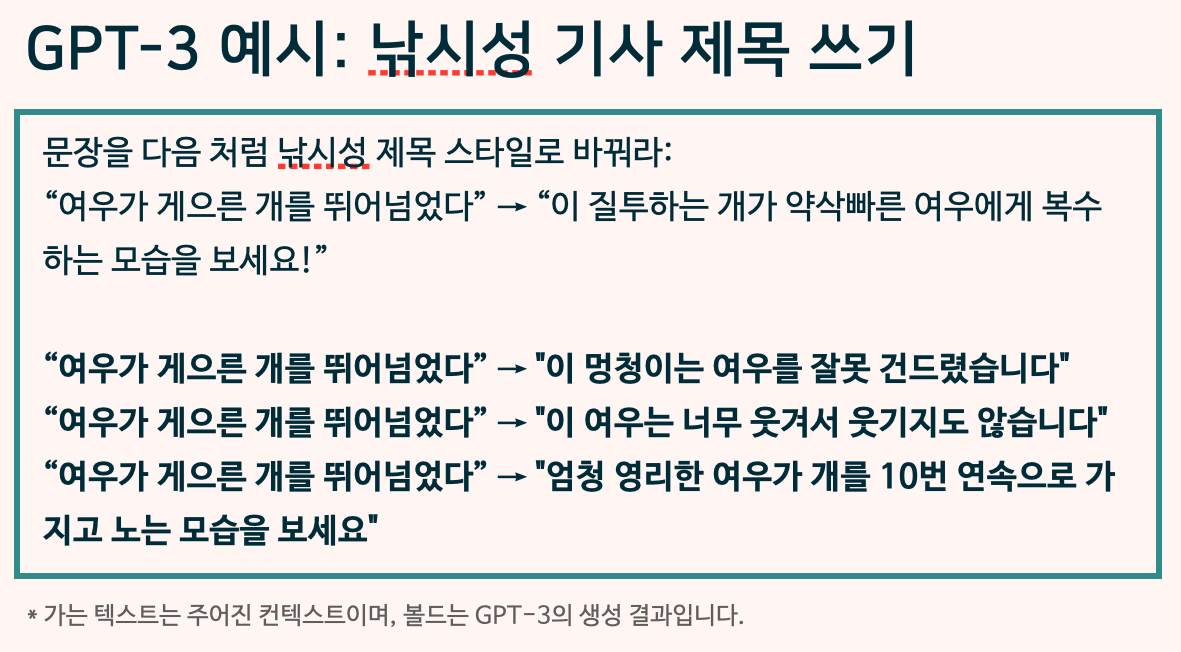 GPT-3 예시: 낚시성 기사 제목 쓰기
문장을 다음 처럼 낚시성 제목 스타일로 바꿔라:
“여우가 게으른 개를 뛰어넘었다” → “이 질투하는 개가 약삭빠른 여우에게 복수
하는 모습을 보세요!”
“여우가 게으른 개를 뛰어넘었다” → "이 멍청이는 여우를 잘못 건드렸습니다"
“여우가 게으른 개를 뛰어넘었다” → "이 여우는 너무 웃겨서 웃기지도 않습니다"
“여우가 게으른 개를 뛰어넘었다” → "엄청 영리한 여우가 개를 10번 연속으로 가
지고 노는 모습을 보세요"
* 가는 텍스트는 주어진 컨텍스트이며, 볼드는 GPT-3의 생성 결과입니다.